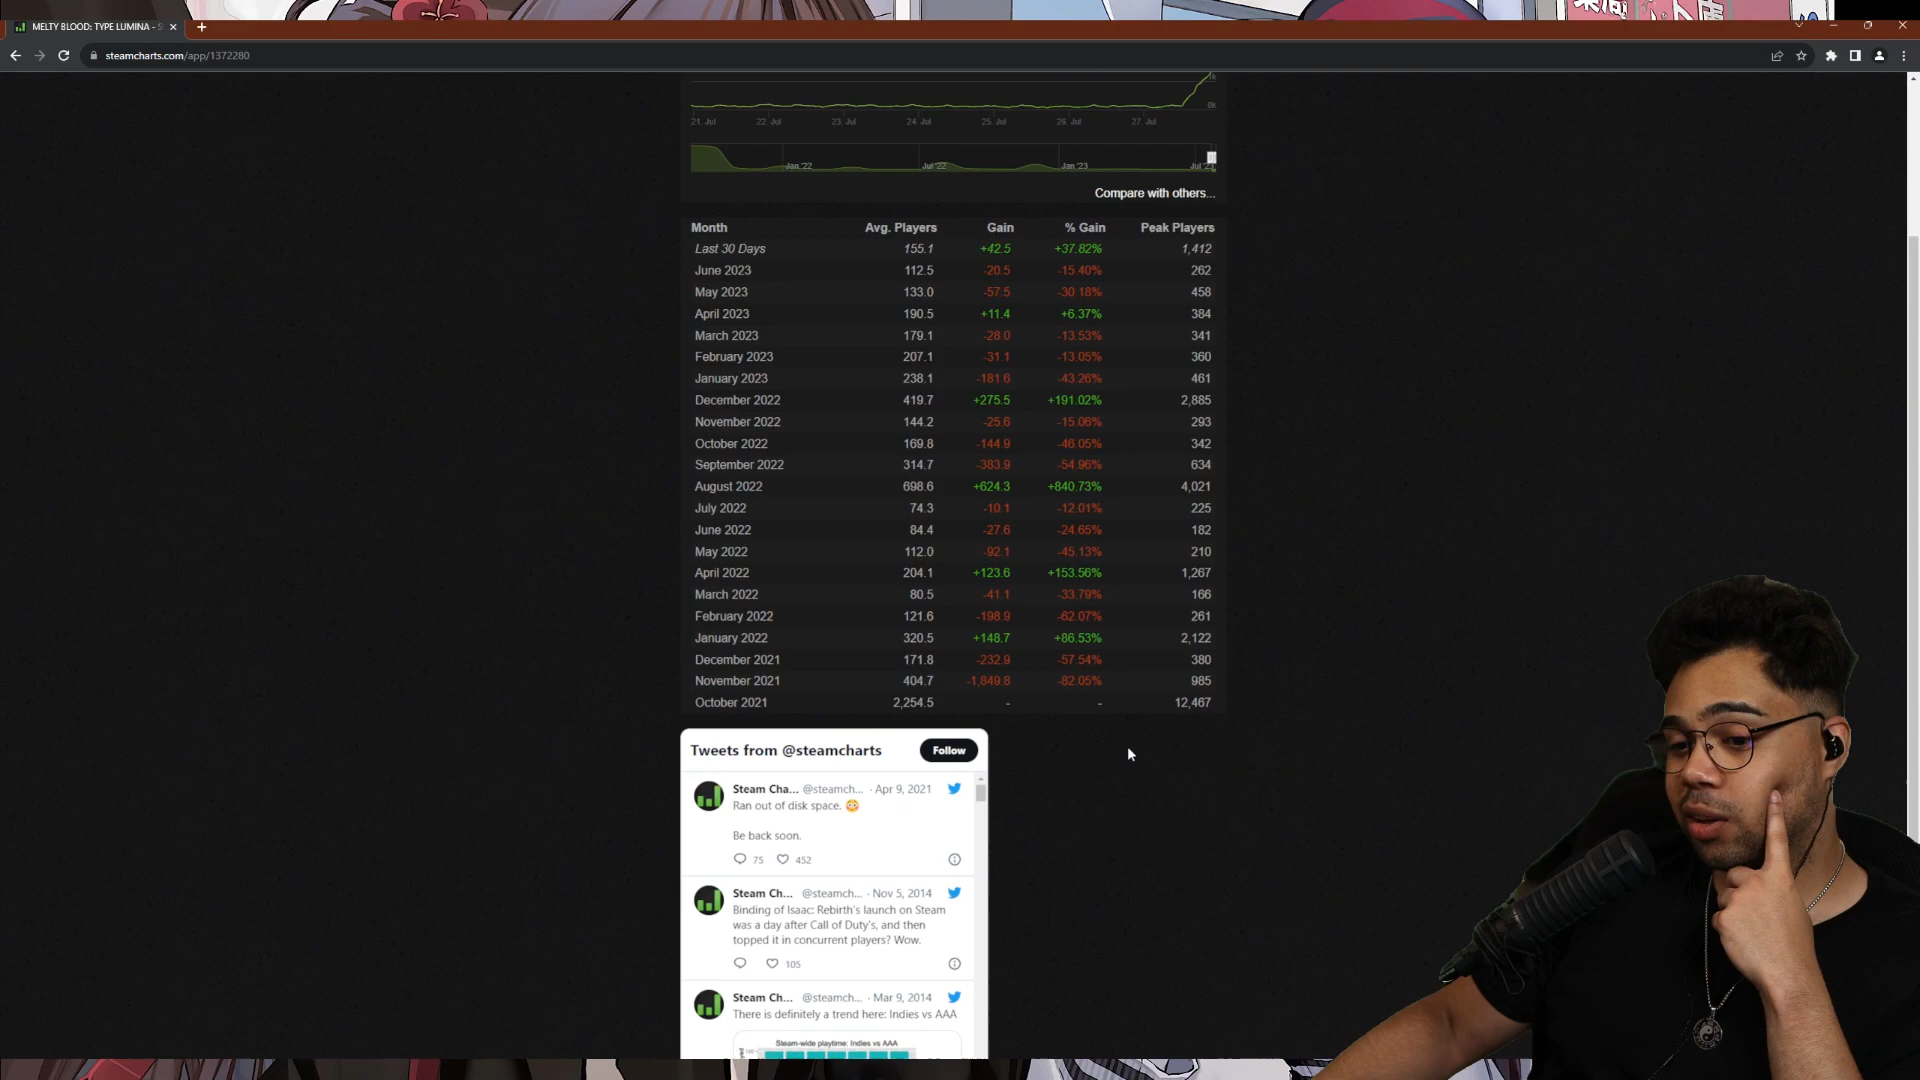 MELTY BLOOD: TYPE LUMINA - S
steamcharts.com/app/1372280
1k
0k
21. Jul 22. Jul 23. Jul 24. Jul 25. Jul 26. Jul 27. Jul
Jan '22 Jul '22 Jan '23 Jul '23
Compare with others...
Month Avg. Players Gain % Gain Peak Players
Last 30 Days 155.1 +42.5 +37.82% 1,412
June 2023 112.5 -20.5 -15.40% 262
May 2023 133.0 -57.5 -30.18% 458
April 2023 190.5 +11.4 +6.37% 384
March 2023 179.1 -28.0 -13.53% 341
February 2023 207.1 -31.1 -13.05% 360
January 2023 238.1 -181.6 -43.26% 461
December 2022 419.7 +275.5 +191.02% 2,885
November 2022 144.2 -25.6 -15.06% 293
October 2022 169.8 -144.9 -46.05% 342
September 2022 314.7 -383.9 -54.96% 634
August 2022 698.6 +624.3 +840.73% 4,021
July 2022 74.3 -10.1 -12.01% 225
June 2022 84.4 -27.6 -24.65% 182
May 2022 112.0 -92.1 -45.13% 210
April 2022 204.1 +123.6 +153.56% 1,267
March 2022 80.5 -41.1 -33.79% 166
February 2022 121.6 -198.9 -62.07% 261
January 2022 320.5 +148.7 +86.53% 2,122
December 2021 171.8 -232.9 -57.54% 380
November 2021 404.7 -1,849.8 -82.05% 985
October 2021 2,254.5 - - 12,467
Tweets from @steamcharts Follow
Steam Cha... @steamch... · Apr 9, 2021
Ran out of disk space. 😳
Be back soon.
75 452
Steam Ch... @steamch... · Nov 5, 2014
Binding of Isaac: Rebirth's launch on Steam
was a day after Call of Duty's, and then
topped it in concurrent players? Wow.
105
Steam Ch... @steamch... · Mar 9, 2014
There is definitely a trend here: Indies vs AAA
Steam-wide playtime: Indies vs AAA